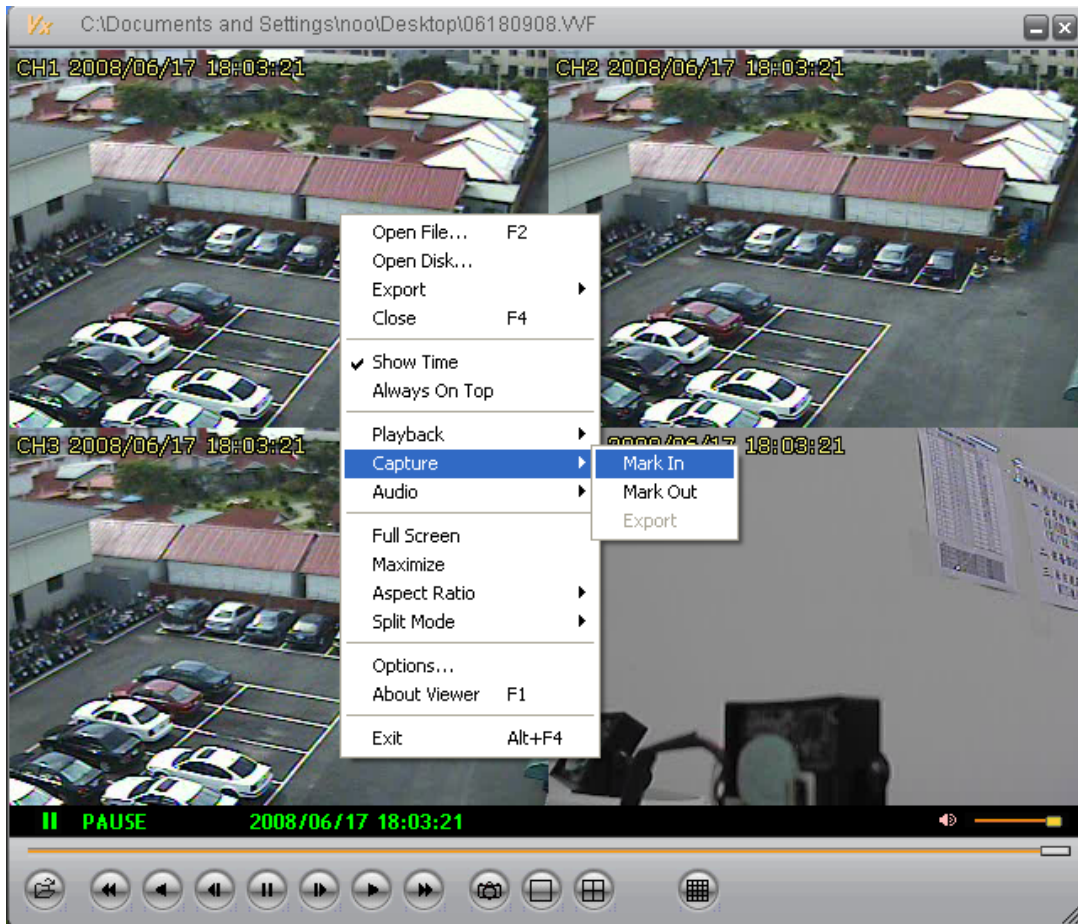 C:\Documents and Settings\noo\Desktop\06180908.VVF
CH1 2008/06/17 18:03:21
CH2 2008/06/17 18:03:21
Open File... F2
Open Disk...
Export
Close F4
Show Time
Always On Top
Playback
Capture
Audio
Full Screen
Maximize
Aspect Ratio
Split Mode
Options...
About Viewer F1
Exit Alt+F4
Mark In
Mark Out
Export
CH3 2008/06/17 18:03:21
2008/06/17 18:03:21
PAUSE 2008/06/17 18:03:21